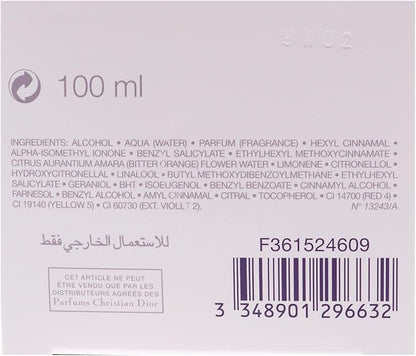 9M02
100 ml
INGREDIENTS: ALCOHOL • AQUA (WATER) • PARFUM (FRAGRANCE) • HEXYL CINNAMAL •
ALPHA-ISOMETHYL IONONE • BENZYL SALICYLATE • ETHYLHEXYL METHOXYCINNAMATE •
CITRUS AURANTIUM AMARA (BITTER ORANGE) FLOWER WATER • LIMONENE • CITRONELLOL •
HYDROXYCITRONELLAL • LINALOOL • BUTYL METHOXYDIBENZOYLMETHANE • ETHYLHEXYL
SALICYLATE • GERANIOL • BHT • ISOEUGENOL • BENZYL BENZOATE • CINNAMYL ALCOHOL •
FARNESOL • BENZYL ALCOHOL • AMYL CINNAMAL • CITRAL • TOCOPHEROL • CI 14700 (RED 4) •
CI 19140 (YELLOW 5) • CI 60730 (EXT. VIOLET 2).
N° 13243/A
للاستعمال الخارجي فقط
F361524609
CET ARTICLE NE PEUT
ÊTRE VENDU QUE PAR LES
DISTRIBUTEURS AGRÉÉS DES
Parfums Christian Dior
3 348901 296632